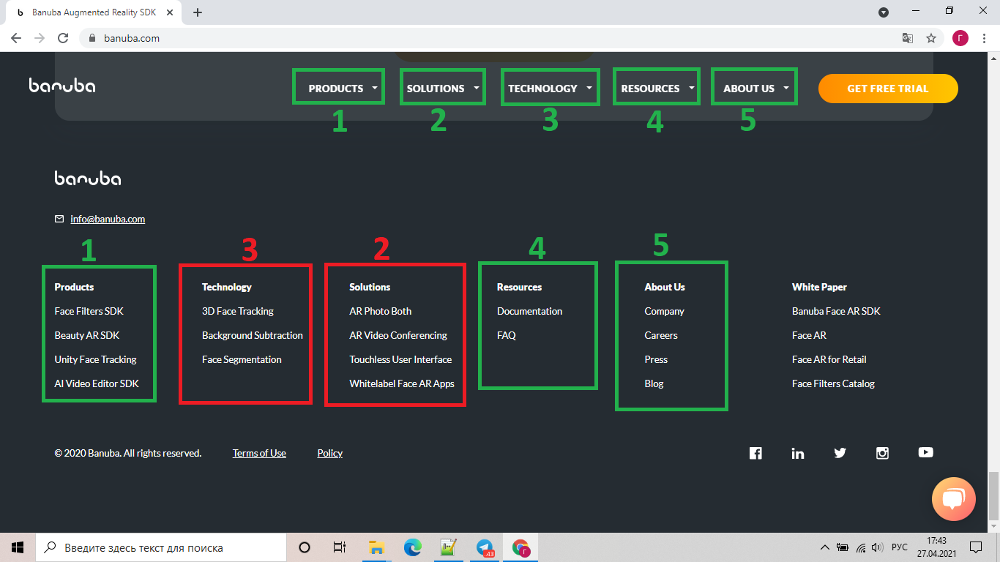 b Banuba Augmented Reality SDK
banuba.com
Г
banuba
PRODUCTS
SOLUTIONS
TECHNOLOGY
RESOURCES
ABOUT US
GET FREE TRIAL
1
2
3
4
5
banuba
info@banuba.com
1
3
2
4
5
Products
Face Filters SDK
Beauty AR SDK
Unity Face Tracking
AI Video Editor SDK
Technology
3D Face Tracking
Background Subtraction
Face Segmentation
Solutions
AR Photo Both
AR Video Conferencing
Touchless User Interface
Whitelabel Face AR Apps
Resources
Documentation
FAQ
About Us
Company
Careers
Press
Blog
White Paper
Banuba Face AR SDK
Face AR
Face AR for Retail
Face Filters Catalog
© 2020 Banuba. All rights reserved.
Terms of Use
Policy
Введите здесь текст для поиска
43
Г
РУС
17:43
27.04.2021